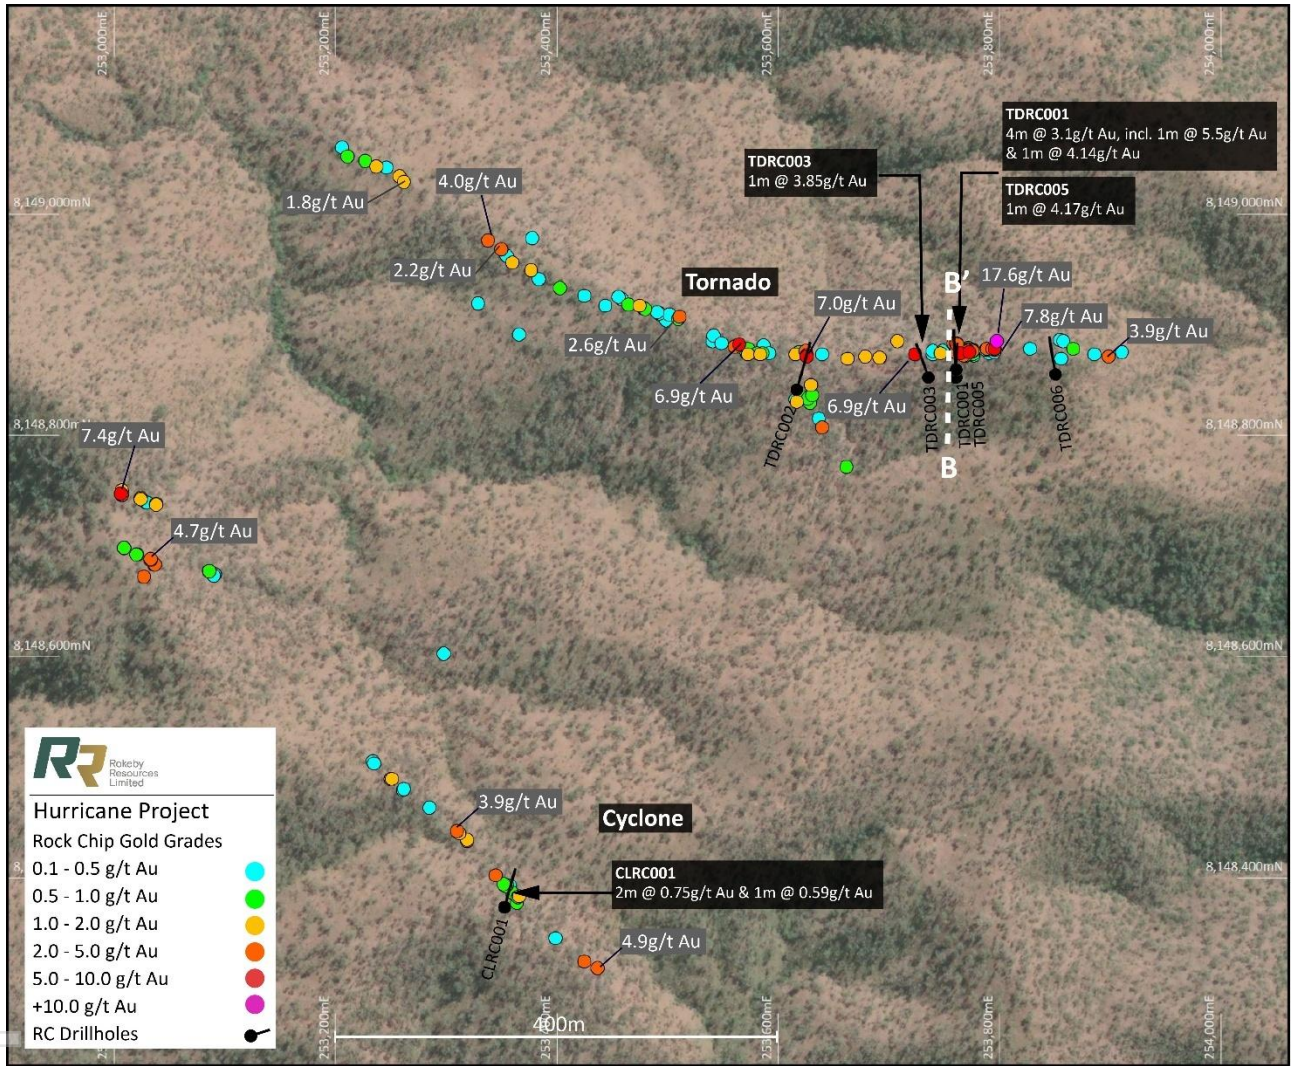 253,000mE
253,200mE
253,400mE
253,600mE
253,800mE
254,000mE
TDRC001
4m @ 3.1g/t Au, incl. 1m @ 5.5g/t Au
& 1m @ 4.14g/t Au
TDRC003
1m @ 3.85g/t Au
TDRC005
1m @ 4.17g/t Au
4.0g/t Au
1.8g/t Au
8,149,000mN
8,149,000mN
2.2g/t Au
Tornado
B'
17.6g/t Au
7.0g/t Au
7.8g/t Au
3.9g/t Au
2.6g/t Au
6.9g/t Au
6.9g/t Au
TDRC002
TDRC003
TDRC001
TDRC005
TDRC006
B
7.4g/t Au
8,148,800mN
8,148,800mN
4.7g/t Au
8,148,600mN
8,148,600mN
3.9g/t Au
Cyclone
CLRC001
2m @ 0.75g/t Au & 1m @ 0.59g/t Au
8,148,400mN
CLRC001
4.9g/t Au
RR
Rokeby
Resources
Limited
Hurricane Project
Rock Chip Gold Grades
0.1 - 0.5 g/t Au
0.5 - 1.0 g/t Au
1.0 - 2.0 g/t Au
2.0 - 5.0 g/t Au
5.0 - 10.0 g/t Au
+10.0 g/t Au
RC Drillholes
400m
253,200mE
253,600mE
253,800mE
254,000mE